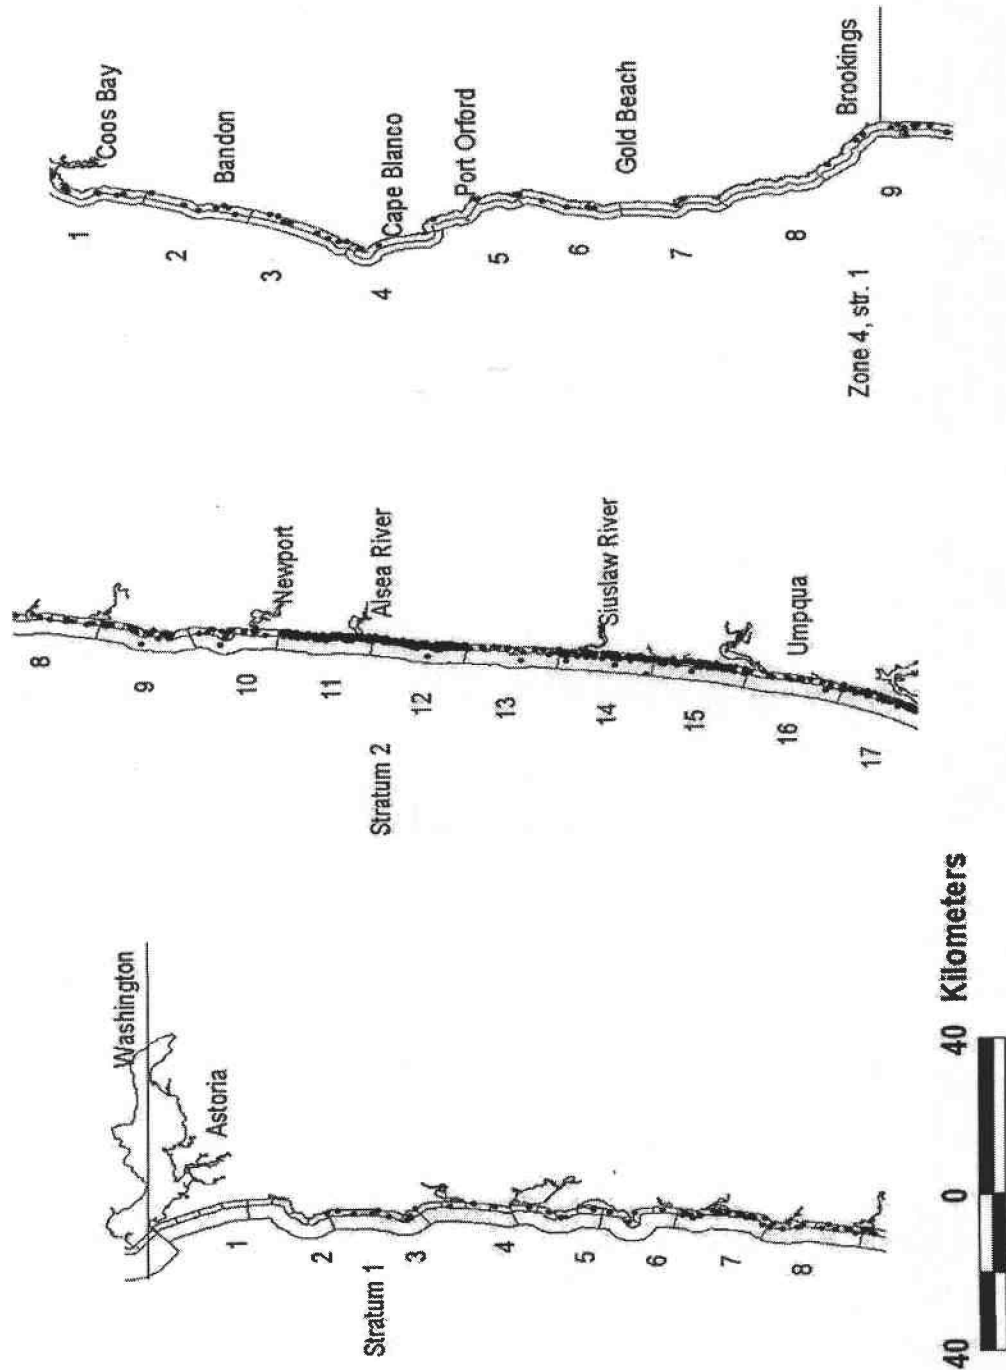 Washington
Astoria
1
2
Stratum 1
3
4
5
6
7
8
8
9
Newport
10
Alsea River
11
Stratum 2
12
13
Siuslaw River
14
15
Umpqua
16
17
Coos Bay
1
Bandon
2
3
Cape Blanco
4
Port Orford
5
6
Gold Beach
7
8
Brookings
9
Zone 4, str. 1
40 0 40 Kilometers